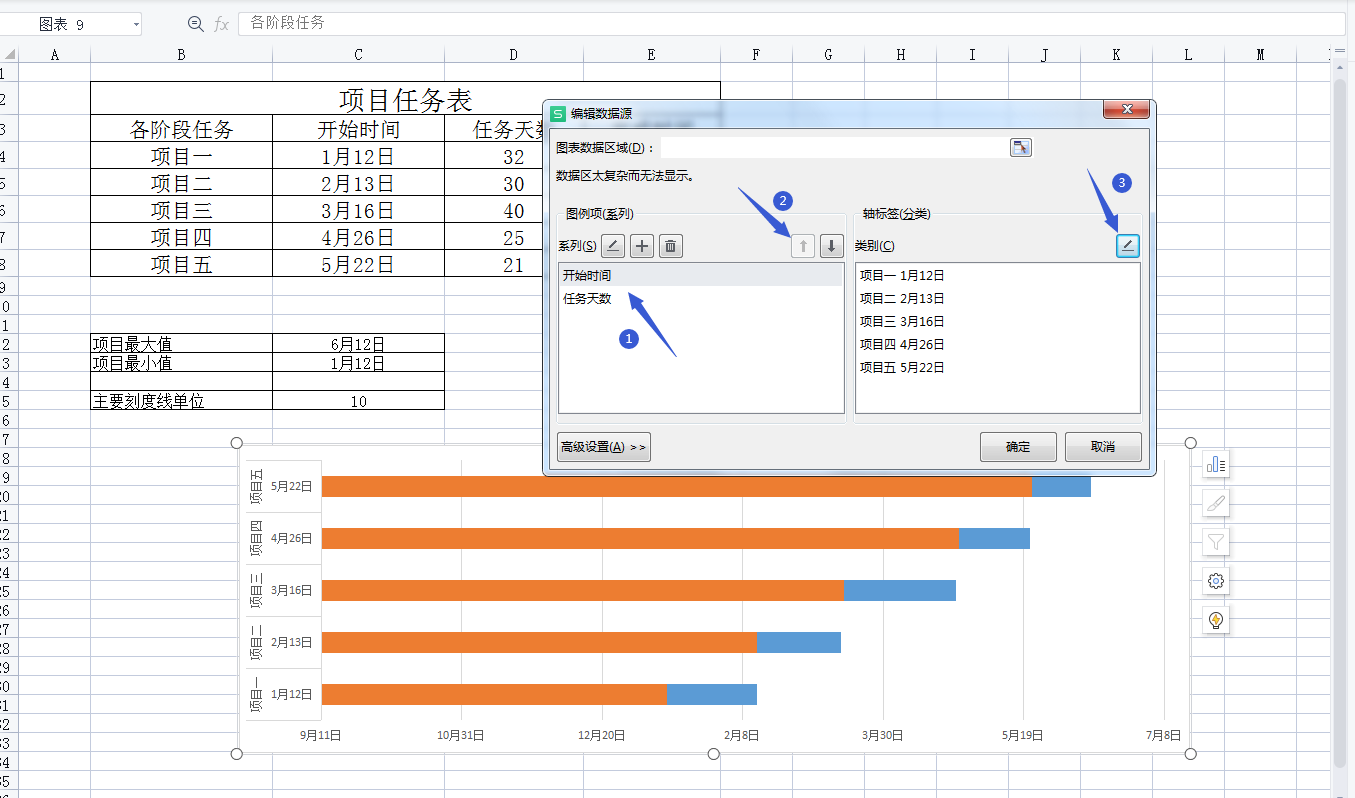 图表 9
fx 各阶段任务
A B C D E F G H I J K L M
项目任务表
各阶段任务 开始时间 任务天数
项目一 1月12日 32
项目二 2月13日 30
项目三 3月16日 40
项目四 4月26日 25
项目五 5月22日 21
项目最大值 6月12日
项目最小值 1月12日
主要刻度线单位 10
S 编辑数据源
图表数据区域(D)：
数据区太复杂而无法显示。
2
3
图例项(系列)
轴标签(分类)
系列(S)
类别(C)
开始时间
任务天数
1
项目一 1月12日
项目二 2月13日
项目三 3月16日
项目四 4月26日
项目五 5月22日
高级设置(A) >>
确定
取消
项目五 5月22日
项目四 4月26日
项目三 3月16日
项目二 2月13日
项目一 1月12日
9月11日 10月31日 12月20日 2月8日 3月30日 5月19日 7月8日